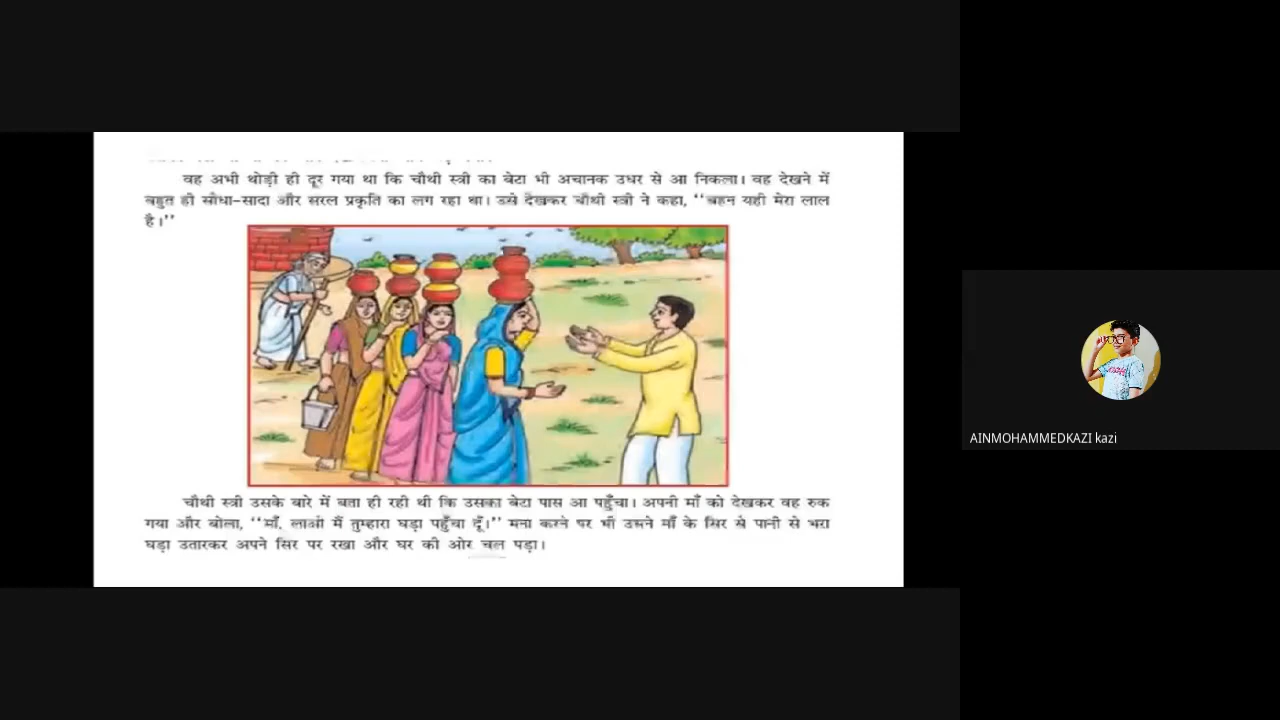 वह अभी थोड़ी ही दूर गया था कि चौथी स्त्री का बेटा भी अचानक उधर से आ निकला। वह देखने में
बहुत ही सीधा-सादा और सरल प्रकृति का लग रहा था। उसे देखकर चौथी स्त्री ने कहा, ‘‘बहन यही मेरा लाल
है।’’
चौथी स्त्री उसके बारे में बता ही रही थी कि उसका बेटा पास आ पहुँचा। अपनी माँ को देखकर वह रुक
गया और बोला, ‘‘माँ, लाओ मैं तुम्हारा घड़ा पहुँचा दूँ।’’ मना करने पर भी उसने माँ के सिर से पानी से भरा
घड़ा उतारकर अपने सिर पर रखा और घर की ओर चल पड़ा।
AINMOHAMMEDKAZI kazi